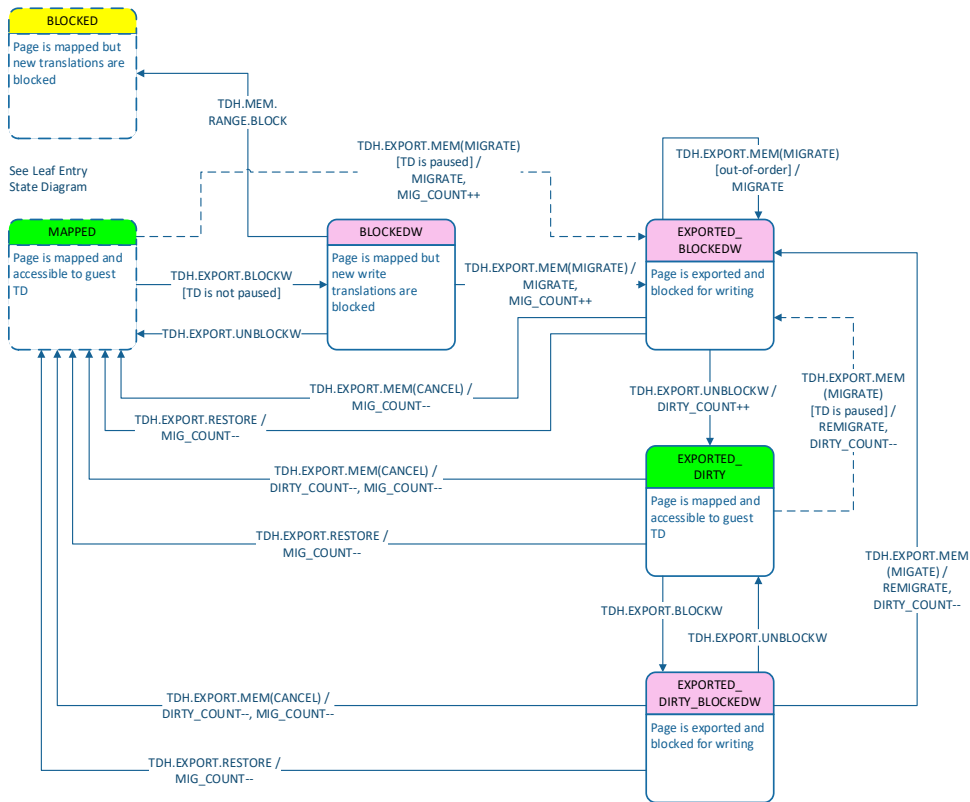 BLOCKED
Page is mapped but
new translations are
blocked
TDH.MEM.
RANGE.BLOCK
See Leaf Entry
State Diagram
TDH.EXPORT.MEM(MIGRATE)
[TD is paused] /
MIGRATE,
MIG_COUNT++
TDH.EXPORT.MEM(MIGRATE)
[out-of-order] /
MIGRATE
MAPPED
Page is mapped and
accessible to guest
TD
TDH.EXPORT.BLOCKW
[TD is not paused]
TDH.EXPORT.UNBLOCKW
BLOCKEDW
Page is mapped but
new write
translations are
blocked
TDH.EXPORT.MEM(MIGRATE) /
MIGRATE,
MIG_COUNT++
EXPORTED_
BLOCKEDW
Page is exported and
blocked for writing
TDH.EXPORT.MEM(CANCEL) /
MIG_COUNT--
TDH.EXPORT.RESTORE /
MIG_COUNT--
TDH.EXPORT.UNBLOCKW /
DIRTY_COUNT++
TDH.EXPORT.MEM
(MIGRATE)
[TD is paused] /
REMIGRATE,
DIRTY_COUNT--
TDH.EXPORT.MEM(CANCEL) /
DIRTY_COUNT--, MIG_COUNT--
EXPORTED_
DIRTY
Page is mapped and
accessible to guest
TD
TDH.EXPORT.RESTORE /
MIG_COUNT--
TDH.EXPORT.MEM
(MIGATE) /
REMIGRATE,
DIRTY_COUNT--
TDH.EXPORT.BLOCKW
TDH.EXPORT.UNBLOCKW
TDH.EXPORT.MEM(CANCEL) /
DIRTY_COUNT--, MIG_COUNT--
EXPORTED_
DIRTY_BLOCKEDW
Page is exported and
blocked for writing
TDH.EXPORT.RESTORE /
MIG_COUNT--